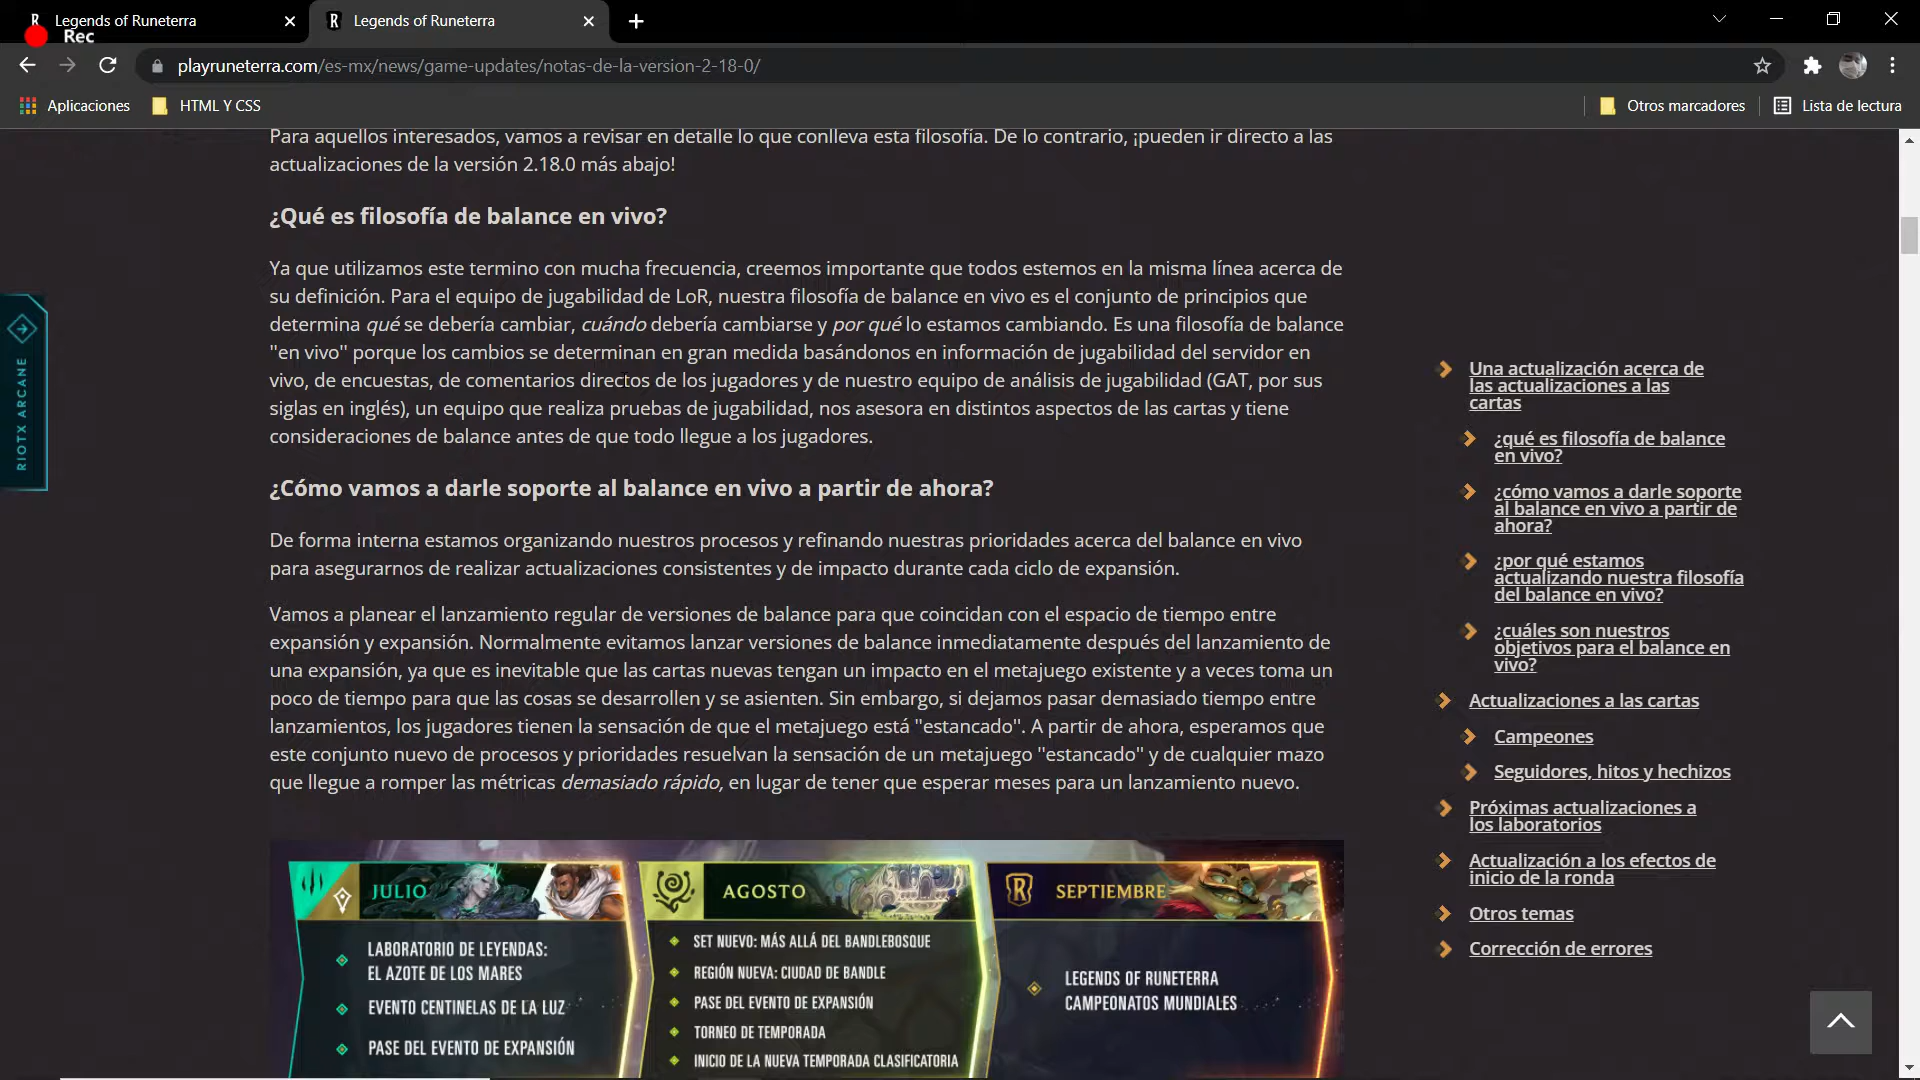 Legends of Runeterra
Legends of Runeterra
Rec
playruneterra.com/es-mx/news/game-updates/notas-de-la-version-2-18-0/
Aplicaciones
HTML Y CSS
Otros marcadores
Lista de lectura
Para aquellos interesados, vamos a revisar en detalle lo que conlleva esta filosofía. De lo contrario, ¡pueden ir directo a las
actualizaciones de la versión 2.18.0 más abajo!
¿Qué es filosofía de balance en vivo?
Ya que utilizamos este termino con mucha frecuencia, creemos importante que todos estemos en la misma línea acerca de
su definición. Para el equipo de jugabilidad de LoR, nuestra filosofía de balance en vivo es el conjunto de principios que
determina qué se debería cambiar, cuándo debería cambiarse y por qué lo estamos cambiando. Es una filosofía de balance
"en vivo" porque los cambios se determinan en gran medida basándonos en información de jugabilidad del servidor en
vivo, de encuestas, de comentarios directos de los jugadores y de nuestro equipo de análisis de jugabilidad (GAT, por sus
siglas en inglés), un equipo que realiza pruebas de jugabilidad, nos asesora en distintos aspectos de las cartas y tiene
consideraciones de balance antes de que todo llegue a los jugadores.
¿Cómo vamos a darle soporte al balance en vivo a partir de ahora?
De forma interna estamos organizando nuestros procesos y refinando nuestras prioridades acerca del balance en vivo
para asegurarnos de realizar actualizaciones consistentes y de impacto durante cada ciclo de expansión.
Vamos a planear el lanzamiento regular de versiones de balance para que coincidan con el espacio de tiempo entre
expansión y expansión. Normalmente evitamos lanzar versiones de balance inmediatamente después del lanzamiento de
una expansión, ya que es inevitable que las cartas nuevas tengan un impacto en el metajuego existente y a veces toma un
poco de tiempo para que las cosas se desarrollen y se asienten. Sin embargo, si dejamos pasar demasiado tiempo entre
lanzamientos, los jugadores tienen la sensación de que el metajuego está "estancado". A partir de ahora, esperamos que
este conjunto nuevo de procesos y prioridades resuelvan la sensación de un metajuego "estancado" y de cualquier mazo
que llegue a romper las métricas demasiado rápido, en lugar de tener que esperar meses para un lanzamiento nuevo.
JULIO
LABORATORIO DE LEYENDAS:
EL AZOTE DE LOS MARES
EVENTO CENTINELAS DE LA LUZ
PASE DEL EVENTO DE EXPANSIÓN
AGOSTO
SET NUEVO: MÁS ALLÁ DEL BANDLEBOSQUE
REGIÓN NUEVA: CIUDAD DE BANDLE
PASE DEL EVENTO DE EXPANSIÓN
TORNEO DE TEMPORADA
INICIO DE LA NUEVA TEMPORADA CLASIFICATORIA
SEPTIEMBRE
LEGENDS OF RUNETERRA
CAMPEONATOS MUNDIALES
RIOTX ARCANE
Una actualización acerca de
las actualizaciones a las
cartas
¿qué es filosofía de balance
en vivo?
¿cómo vamos a darle soporte
al balance en vivo a partir de
ahora?
¿por qué estamos
actualizando nuestra filosofía
del balance en vivo?
¿cuáles son nuestros
objetivos para el balance en
vivo?
Actualizaciones a las cartas
Campeones
Seguidores, hitos y hechizos
Próximas actualizaciones a
los laboratorios
Actualización a los efectos de
inicio de la ronda
Otros temas
Corrección de errores